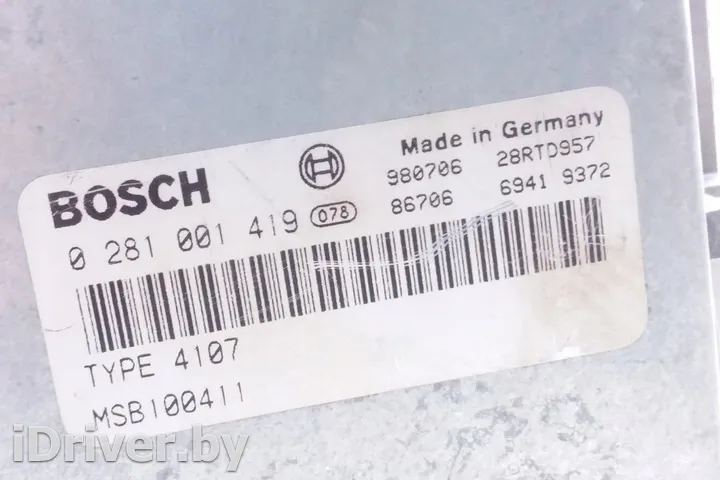 Made in Germany
BOSCH 980706 28RTD957
0 281 001 419 078 86706 6941 9372
TYPE 4107
MSB100411
iDriver.by